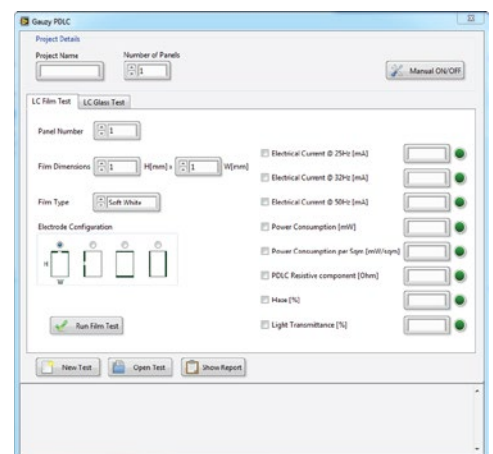 Gauzy PDLC
Project Details
Project Name
Number of Panels
1
Manual ON/OFF
LC Film Test
LC Glass Test
Panel Number
1
Film Dimensions 1 H[mm] x 1 W[mm]
Film Type Soft White
Electrode Configuration
H
W
Run Film Test
Electrical Current @ 25Hz [mA]
Electrical Current @ 32Hz [mA]
Electrical Current @ 50Hz [mA]
Power Consumption [mW]
Power Consumption per Sqm [mW/sqm]
PDLC Resistive component [Ohm]
Haze [%]
Light Transmittance [%]
New Test
Open Test
Show Report